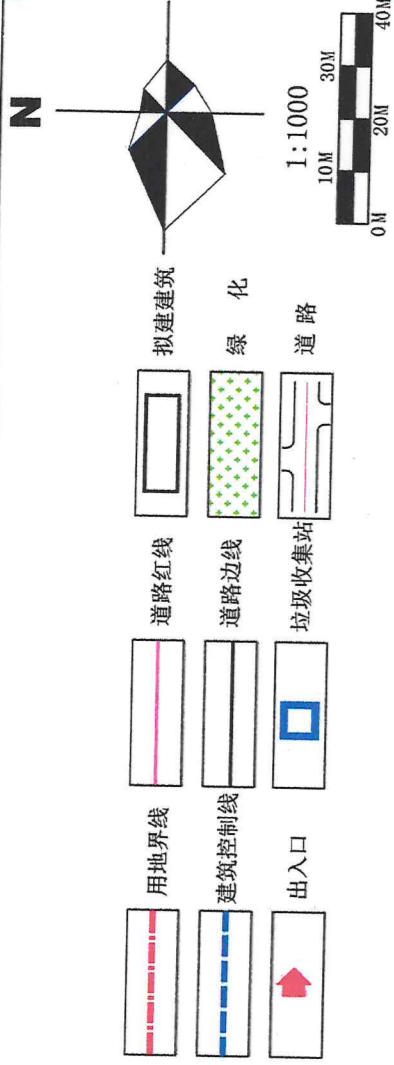 用地界线 道路红线 拟建建筑
建筑控制线 道路边线 绿 化
出入口 垃圾收集站 道 路
N
1:1000
10M 30M
0M 20M 40M